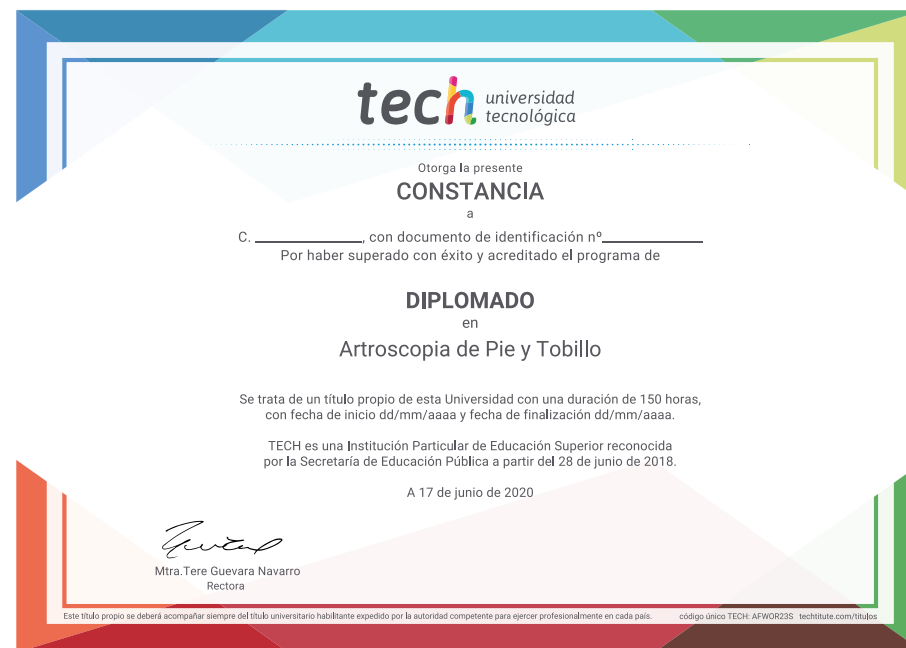 tech universidad
tecnológica
Otorga la presente
CONSTANCIA
a
C. ____________, con documento de identificación nº____________
Por haber superado con éxito y acreditado el programa de
DIPLOMADO
en
Artroscopia de Pie y Tobillo
Se trata de un título propio de esta Universidad con una duración de 150 horas,
con fecha de inicio dd/mm/aaaa y fecha de finalización dd/mm/aaaa.
TECH es una Institución Particular de Educación Superior reconocida
por la Secretaría de Educación Pública a partir del 28 de junio de 2018.
A 17 de junio de 2020
Mtra.Tere Guevara Navarro
Rectora
Este título propio se deberá acompañar siempre del título universitario habilitante expedido por la autoridad competente para ejercer profesionalmente en cada país. código único TECH: AFWOR23S techtitute.com/titulos